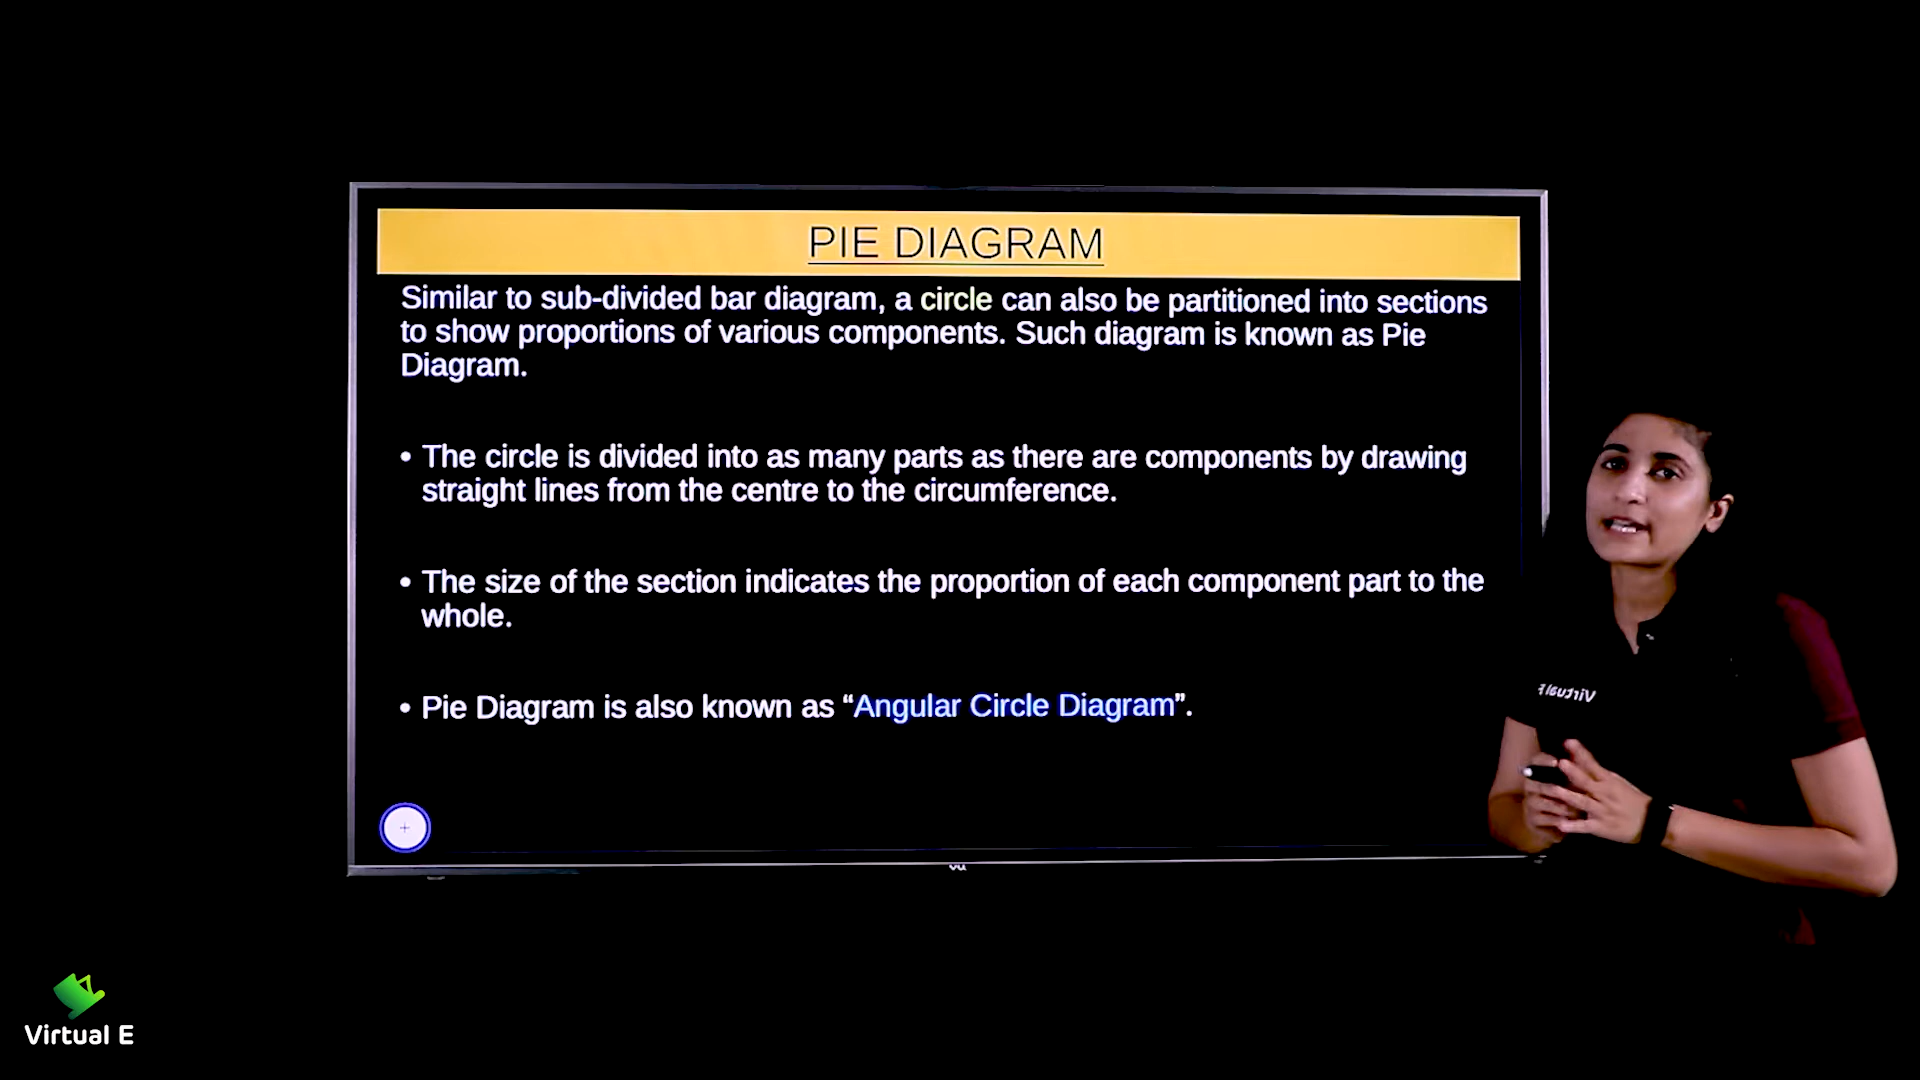 PIE DIAGRAM
Similar to sub-divided bar diagram, a circle can also be partitioned into sections
to show proportions of various components. Such diagram is known as Pie
Diagram.
• The circle is divided into as many parts as there are components by drawing
straight lines from the centre to the circumference.
• The size of the section indicates the proportion of each component part to the
whole.
• Pie Diagram is also known as “Angular Circle Diagram”.
vu
Virtual E
Virtual E